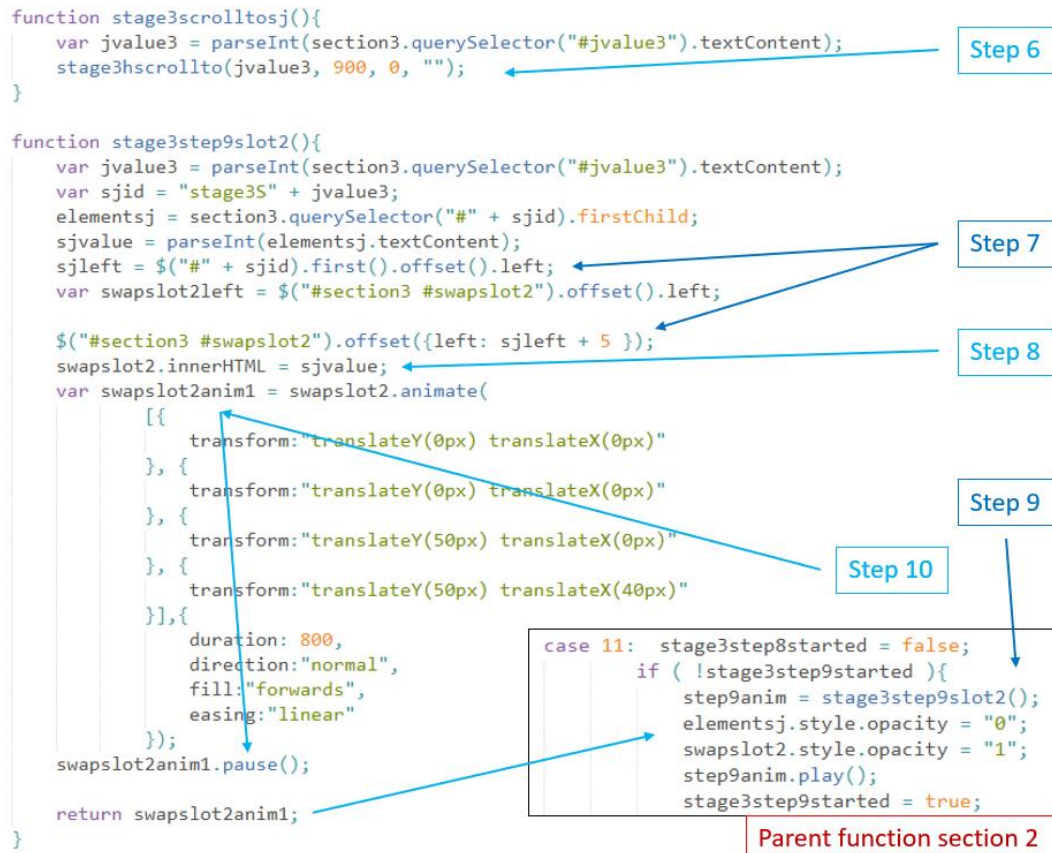 function stage3scrolltosj(){
    var jvalue3 = parseInt(section3.querySelector("#jvalue3").textContent);
    stage3hscrollto(jvalue3, 900, 0, "");
}
Step 6
function stage3step9slot2(){
    var jvalue3 = parseInt(section3.querySelector("#jvalue3").textContent);
    var sjid = "stage3S" + jvalue3;
    elementsj = section3.querySelector("#" + sjid).firstChild;
    sjvalue = parseInt(elementsj.textContent);
    sjleft = $("#" + sjid).first().offset().left;
    var swapslot2left = $("#section3 #swapslot2").offset().left;
Step 7
    $("#section3 #swapslot2").offset({left: sjleft + 5 });
    swapslot2.innerHTML = sjvalue;
Step 8
    var swapslot2anim1 = swapslot2.animate(
            [{
                transform:"translateY(0px) translateX(0px)"
            }, {
                transform:"translateY(0px) translateX(0px)"
            }, {
                transform:"translateY(50px) translateX(0px)"
            }, {
                transform:"translateY(50px) translateX(40px)"
            }],{
                duration: 800,
                direction:"normal",
                fill:"forwards",
                easing:"linear"
            });
    swapslot2anim1.pause();
    return swapslot2anim1;
}
Step 9
Step 10
case 11:  stage3step8started = false;
        if ( !stage3step9started ){
            step9anim = stage3step9slot2();
            elementsj.style.opacity = "0";
            swapslot2.style.opacity = "1";
            step9anim.play();
            stage3step9started = true;
Parent function section 2